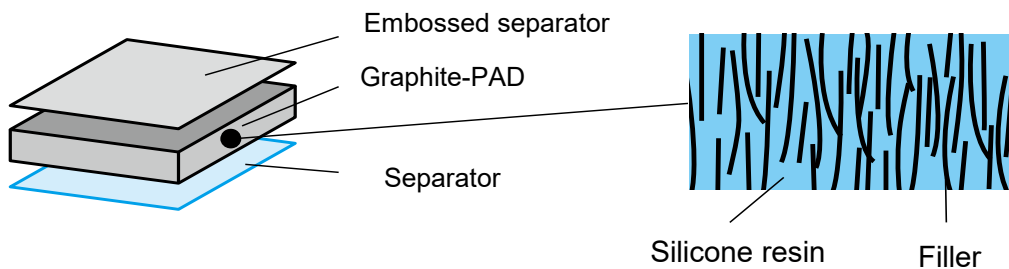 Embossed separator
Graphite-PAD
Separator
Silicone resin
Filler